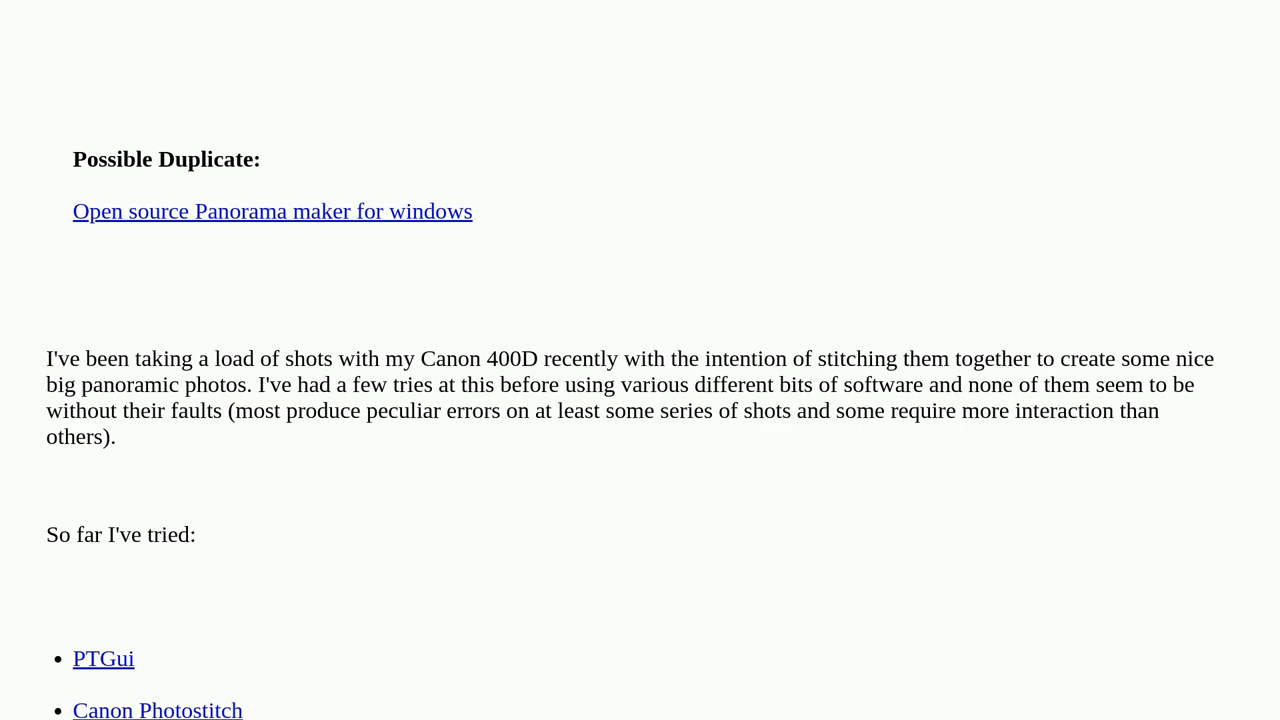 Possible Duplicate:
Open source Panorama maker for windows
I've been taking a load of shots with my Canon 400D recently with the intention of stitching them together to create some nice
big panoramic photos. I've had a few tries at this before using various different bits of software and none of them seem to be
without their faults (most produce peculiar errors on at least some series of shots and some require more interaction than
others).
So far I've tried:
• PTGui
• Canon Photostitch